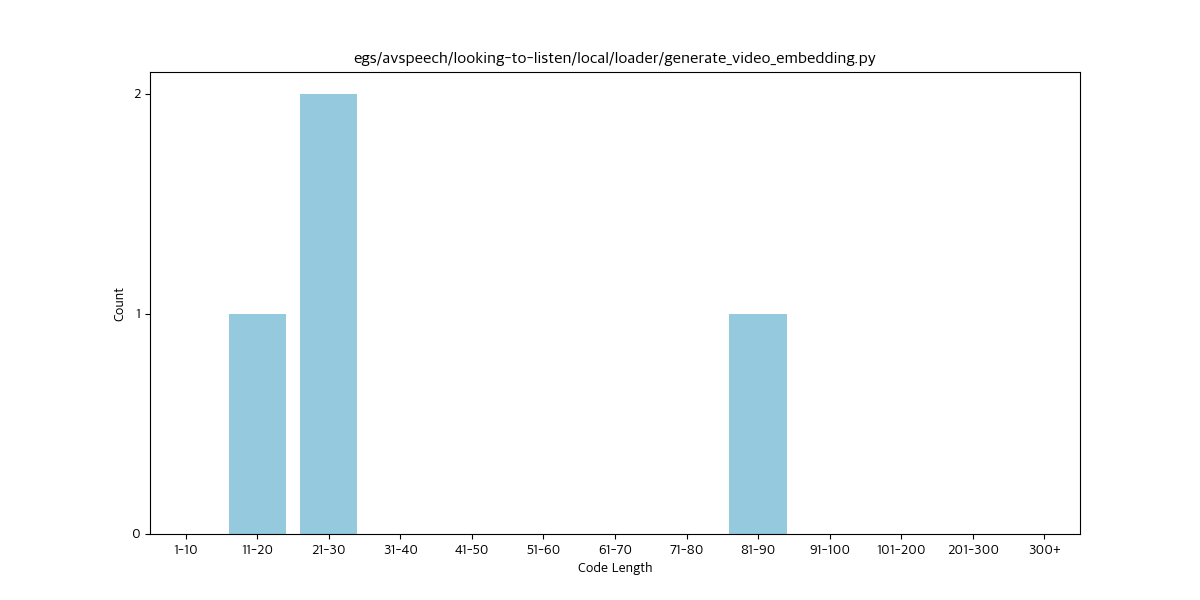 egs/avspeech/looking-to-listen/local/loader/generate_video_embedding.py
2
1
0
Count
1-10 11-20 21-30 31-40 41-50 51-60 61-70 71-80 81-90 91-100 101-200 201-300 300+
Code Length